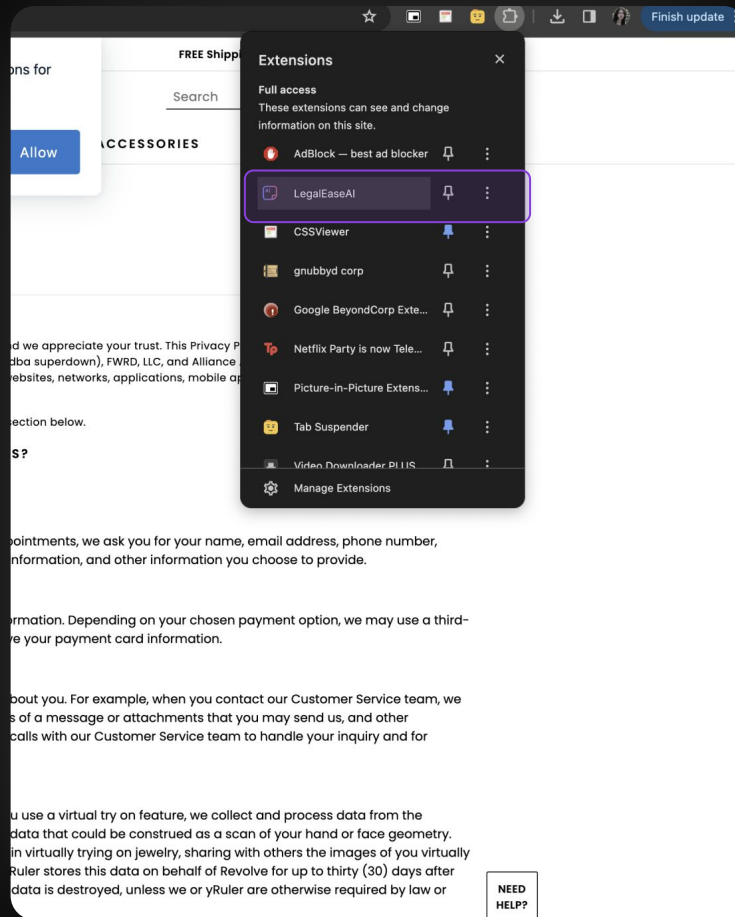 Finish update
ons for
Allow
FREE Shippi
Search
ACCESSORIES
Extensions
Full access
These extensions can see and change
information on this site.
AdBlock — best ad blocker
LegalEaseAI
CSSViewer
gnubbyd corp
Google BeyondCorp Exte...
Netflix Party is now Tele...
Picture-in-Picture Extens...
Tab Suspender
Video Downloader PLUS
Manage Extensions
nd we appreciate your trust. This Privacy P
dba superdown), FWRD, LLC, and Alliance
websites, networks, applications, mobile ap
section below.
S?
pointments, we ask you for your name, email address, phone number,
nformation, and other information you choose to provide.
ormation. Depending on your chosen payment option, we may use a third-
ve your payment card information.
bout you. For example, when you contact our Customer Service team, we
s of a message or attachments that you may send us, and other
calls with our Customer Service team to handle your inquiry and for
u use a virtual try on feature, we collect and process data from the
data that could be construed as a scan of your hand or face geometry.
in virtually trying on jewelry, sharing with others the images of you virtually
Ruler stores this data on behalf of Revolve for up to thirty (30) days after
data is destroyed, unless we or yRuler are otherwise required by law or
NEED
HELP?